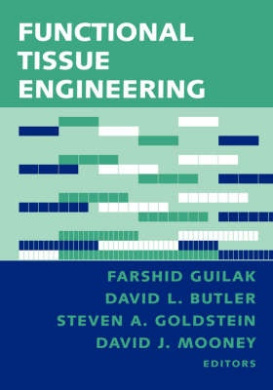 FUNCTIONAL
TISSUE
ENGINEERING
FARSHID GUILAK
DAVID L. BUTLER
STEVEN A. GOLDSTEIN
DAVID J. MOONEY
EDITORS